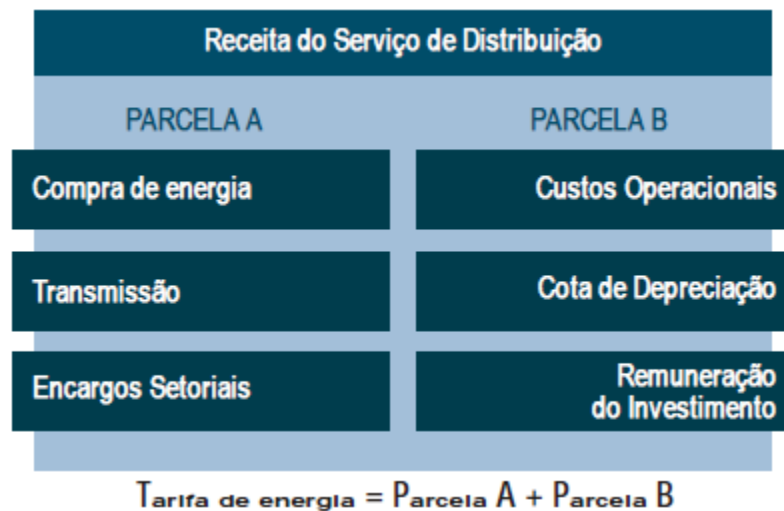 Receita do Serviço de Distribuição
PARCELA A
PARCELA B
Compra de energia
Custos Operacionais
Transmissão
Cota de Depreciação
Encargos Setoriais
Remuneração
do Investimento
Tarifa de energia = Parcela A + Parcela B